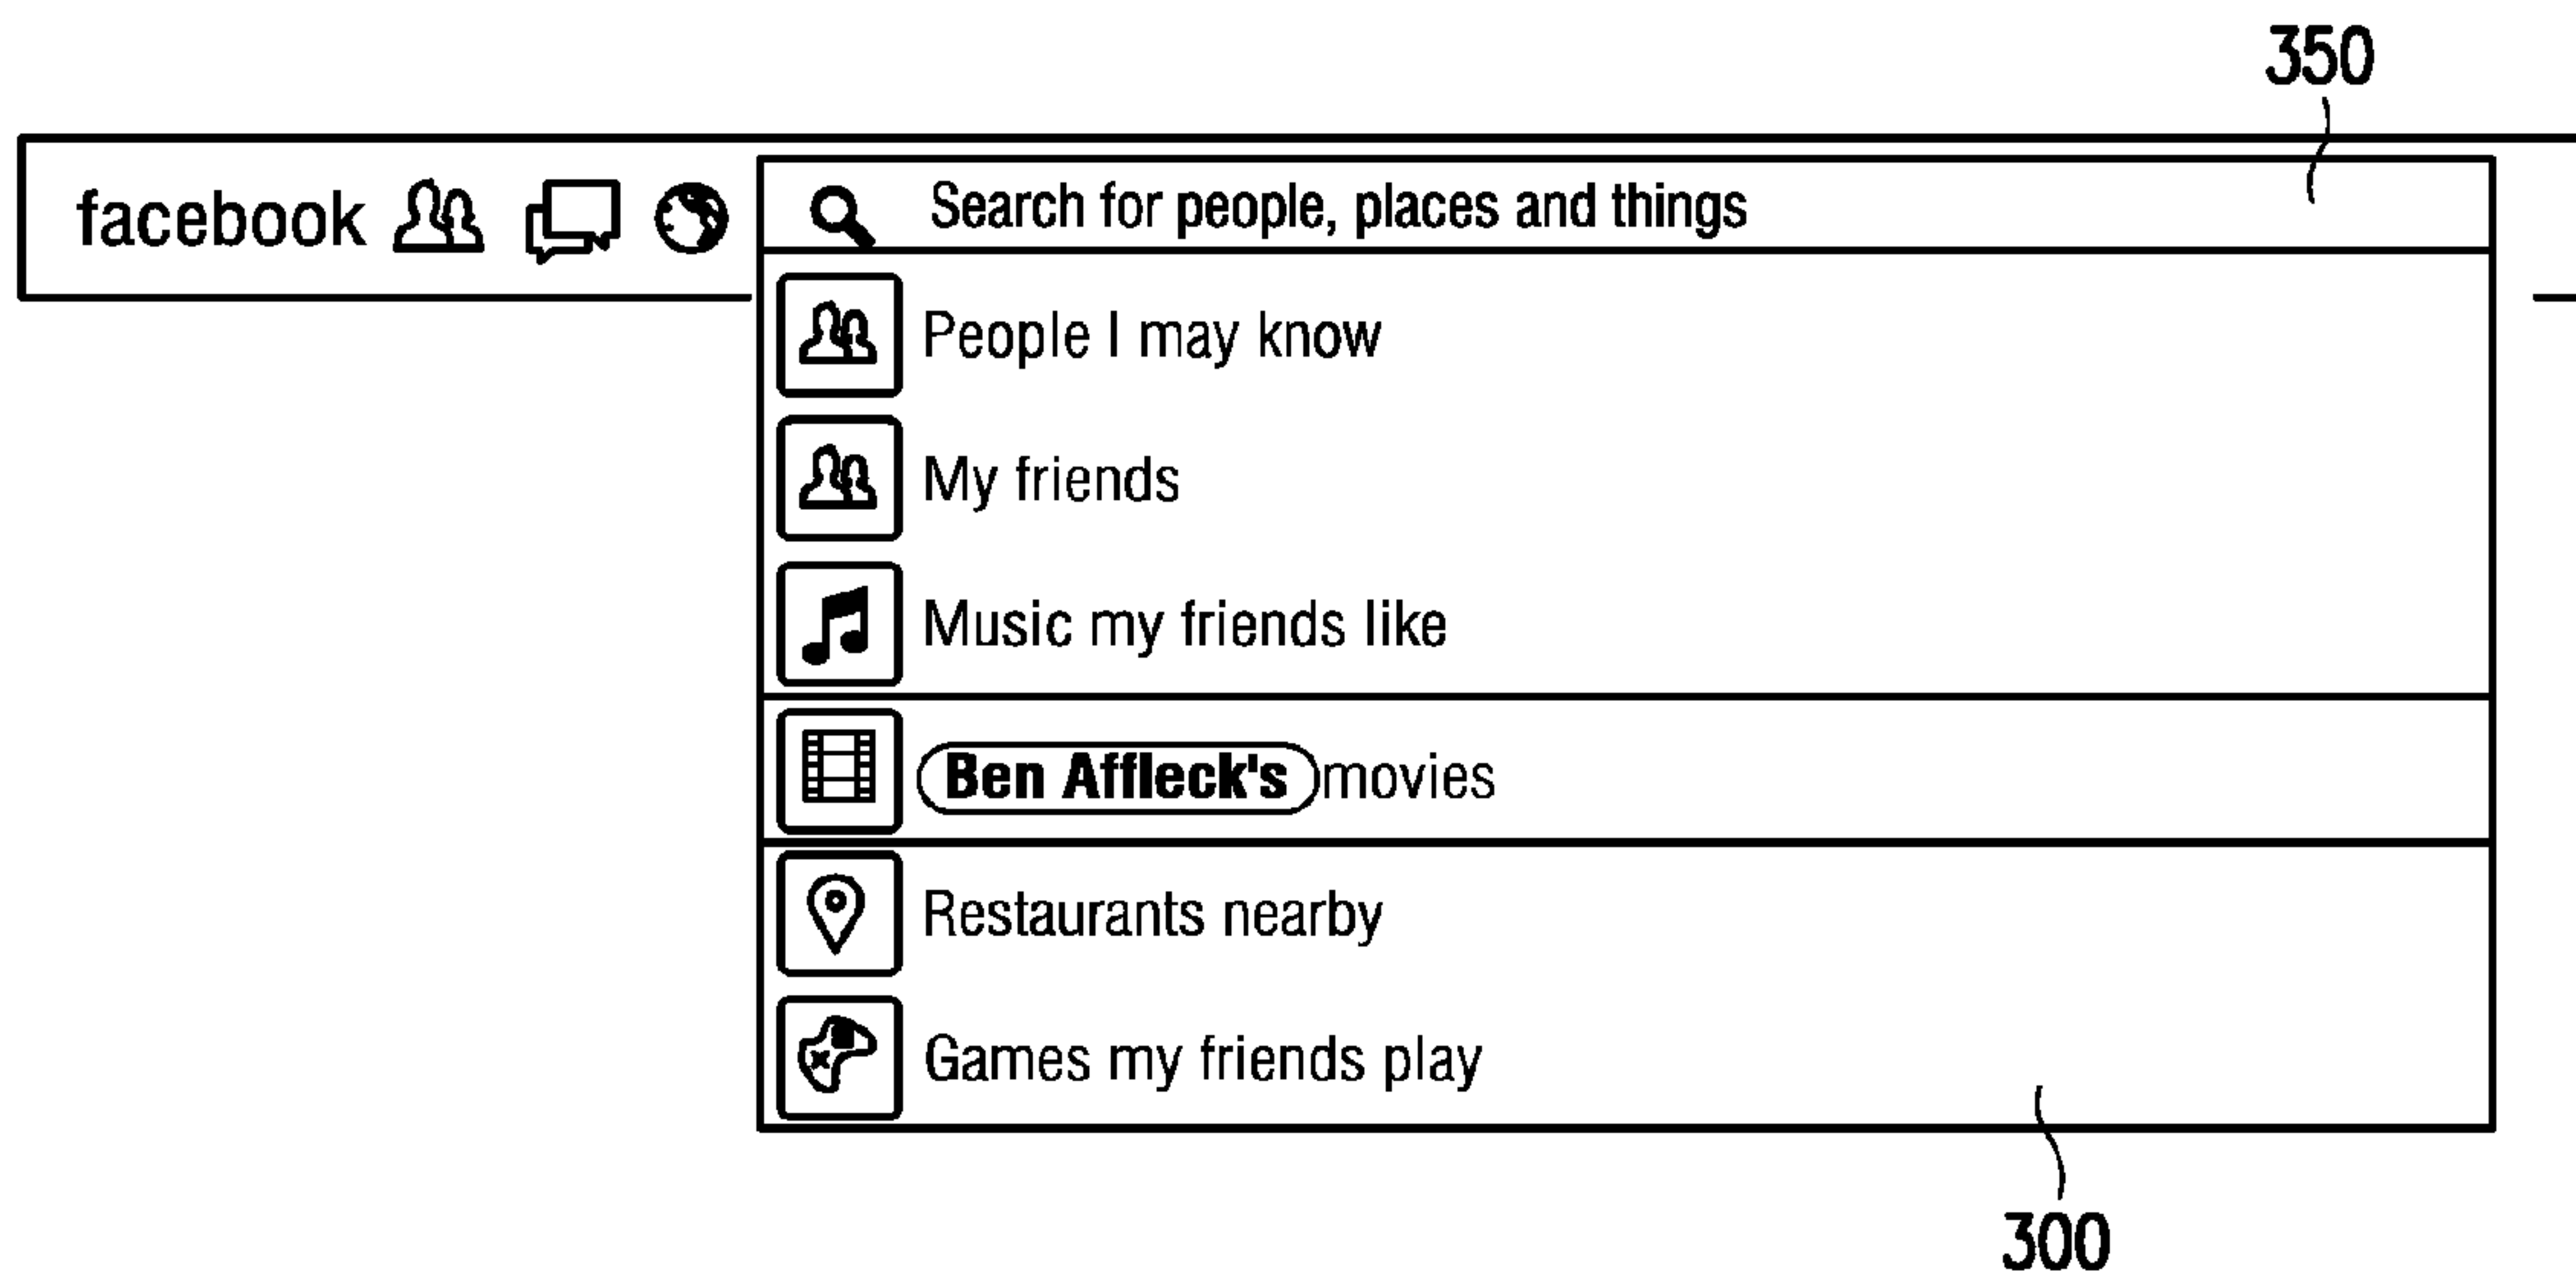 350
facebook
Search for people, places and things
People I may know
My friends
Music my friends like
Ben Affleck's movies
Restaurants nearby
Games my friends play
300